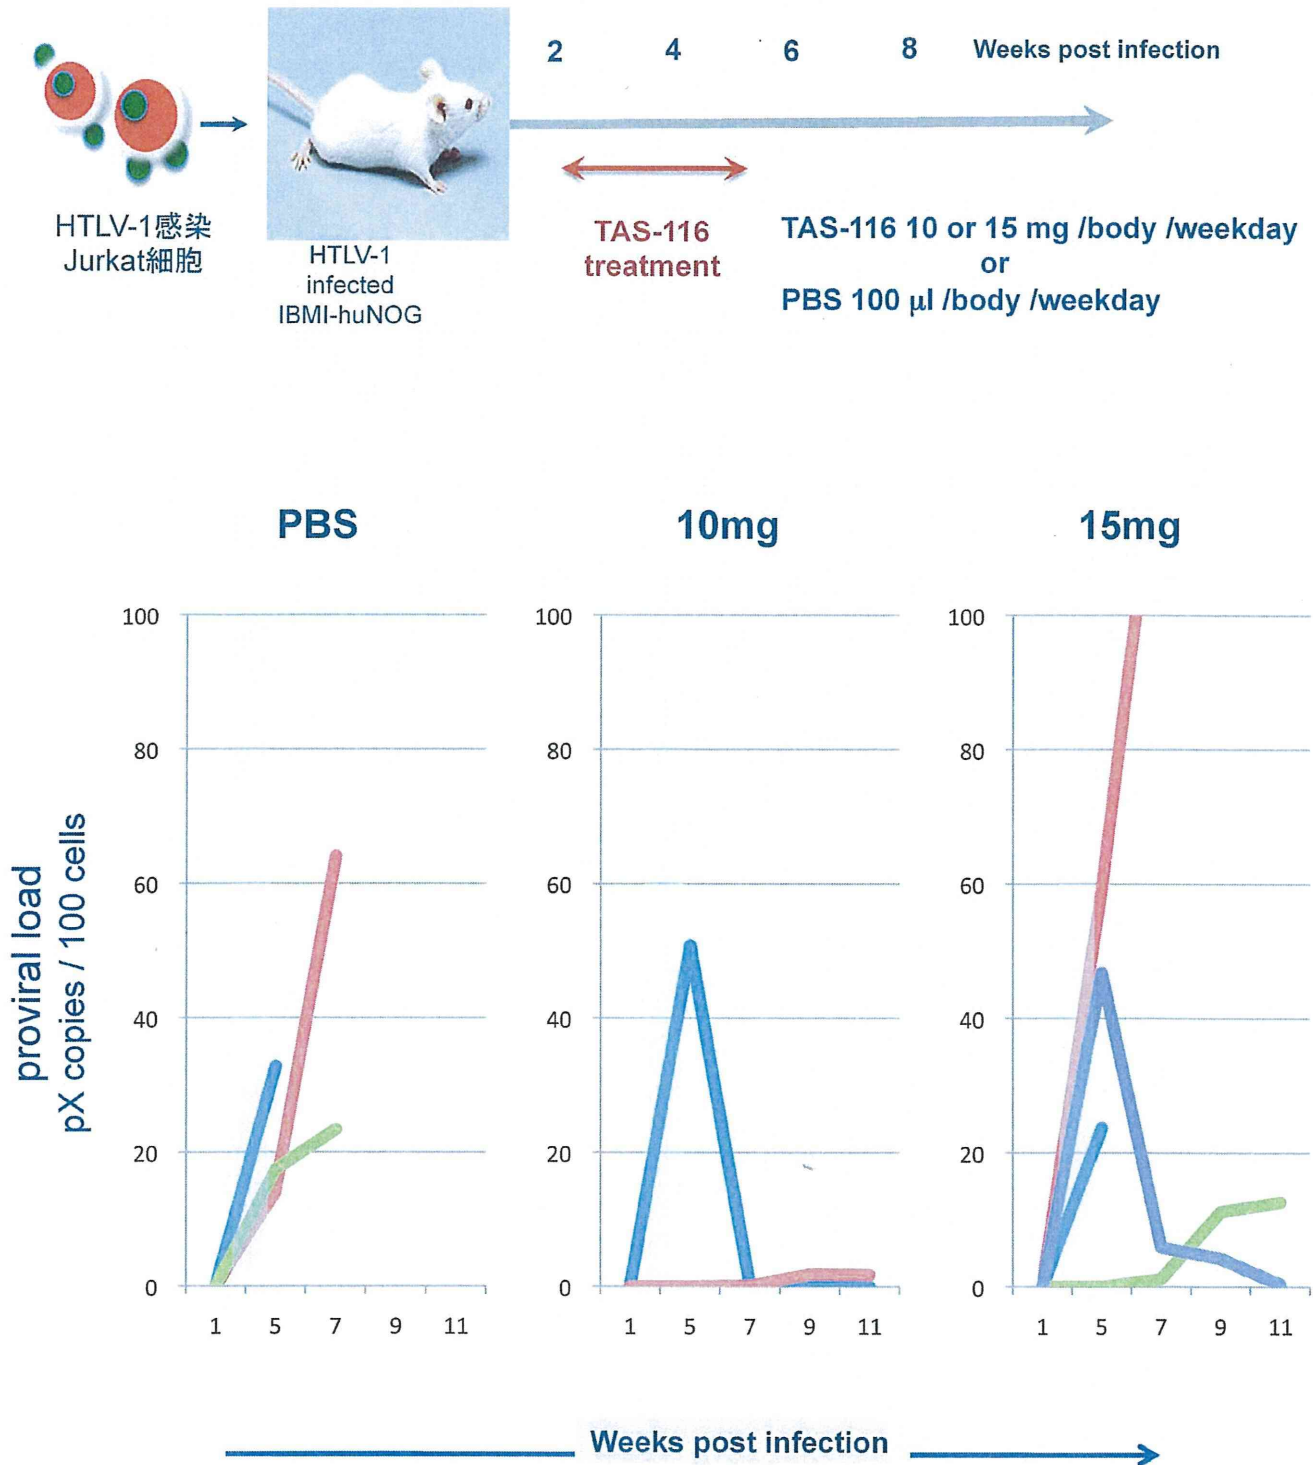 2 4 6 8 Weeks post infection
HTLV-1感染
Jurkat細胞
HTLV-1
infected
IBMI-huNOG
TAS-116
treatment
TAS-116 10 or 15 mg /body /weekday
or
PBS 100 μl /body /weekday
PBS
10mg
15mg
proviral load
pX copies / 100 cells
100
80
60
40
20
0
1 5 7 9 11
100
80
60
40
20
0
1 5 7 9 11
100
80
60
40
20
0
1 5 7 9 11
Weeks post infection